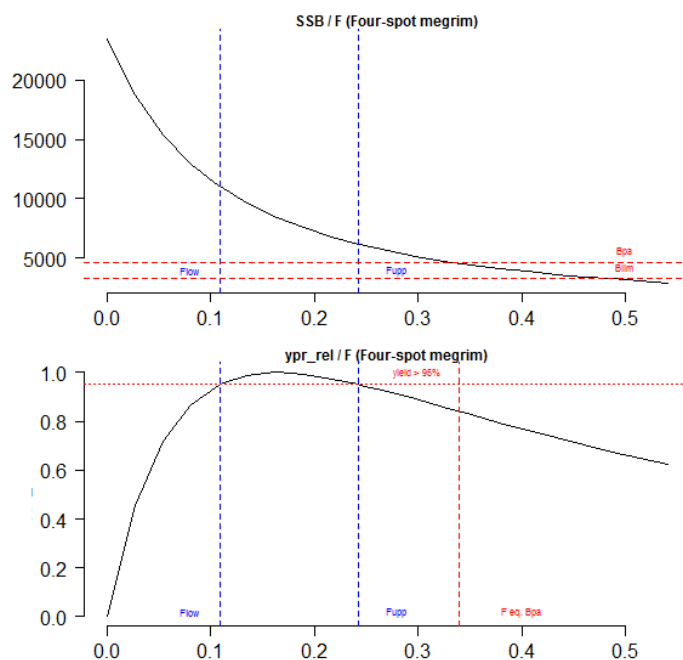 SSB / F (Four-spot megrim)
20000
15000
10000
5000
Bpa
Blim
Flow
Fupp
0.0 0.1 0.2 0.3 0.4 0.5
ypr_rel / F (Four-spot megrim)
yield > 95%
1.0
0.8
0.6
0.4
0.2
0.0
Flow
Fupp
F eq. Bpa
0.0 0.1 0.2 0.3 0.4 0.5